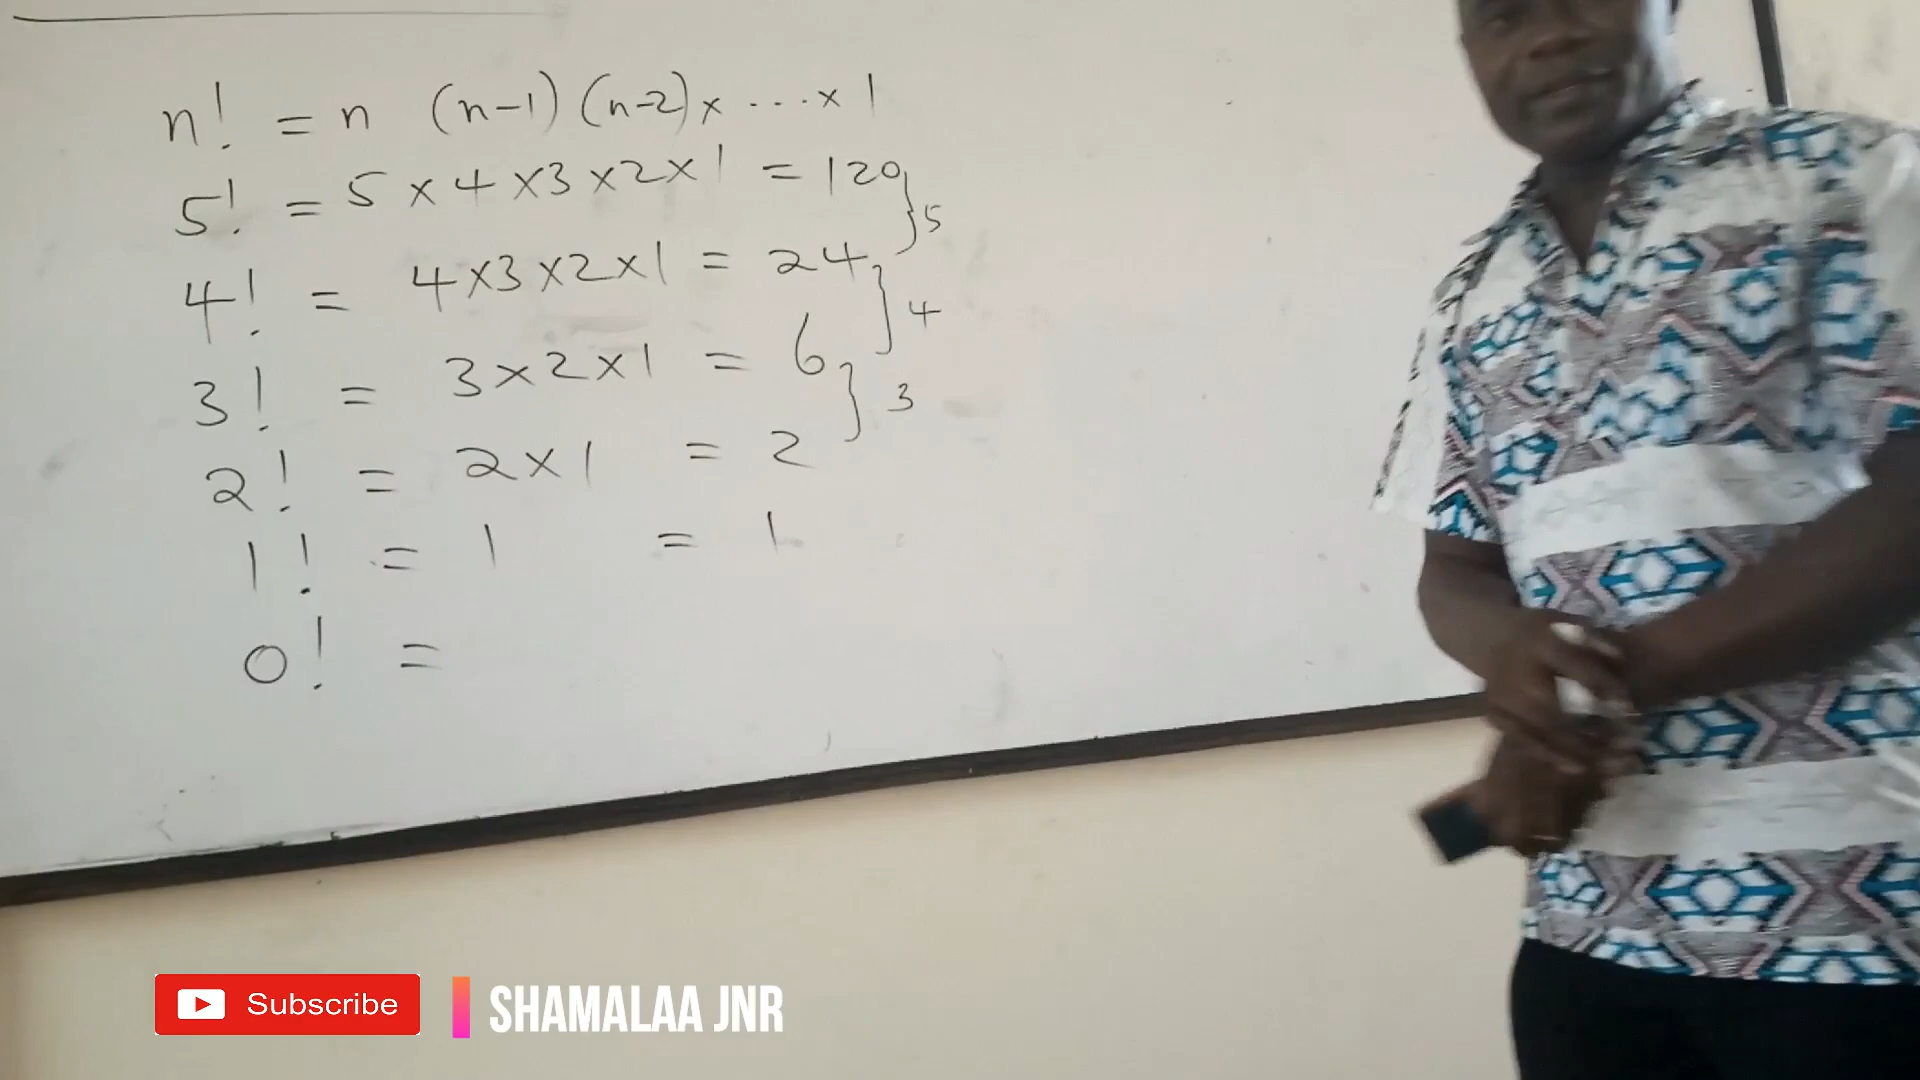 n! = n (n-1) (n-2) x ... x 1
5! = 5 x 4 x 3 x 2 x 1 = 120 } 5
4! = 4 x 3 x 2 x 1 = 24 } 4
3! = 3 x 2 x 1 = 6 } 3
2! = 2 x 1 = 2
1! = 1 = 1
0! =
Subscribe
SHAMALAA JNR